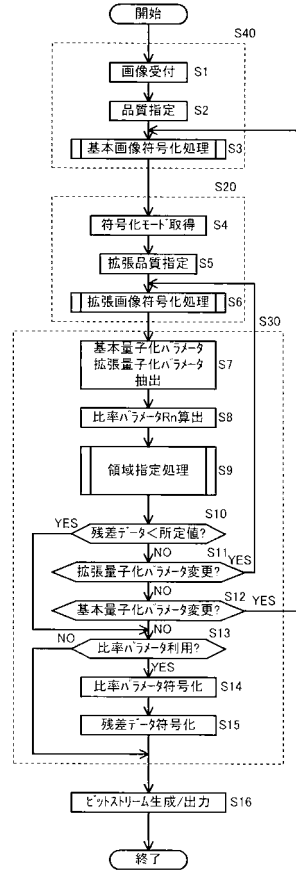 開始
S40
画像受付 S1
品質指定 S2
基本画像符号化処理 S3
S20
符号化モード取得 S4
拡張品質指定 S5
拡張画像符号化処理 S6
S30
基本量子化パラメータ
拡張量子化パラメータ
抽出
S7
比率パラメータRn算出 S8
領域指定処理 S9
S10
YES
残差データ<所定値?
NO
S11
YES
拡張量子化パラメータ変更?
NO
S12
YES
基本量子化パラメータ変更?
NO
S13
NO
比率パラメータ利用?
YES
比率パラメータ符号化 S14
残差データ符号化 S15
ビットストリーム生成/出力 S16
終了